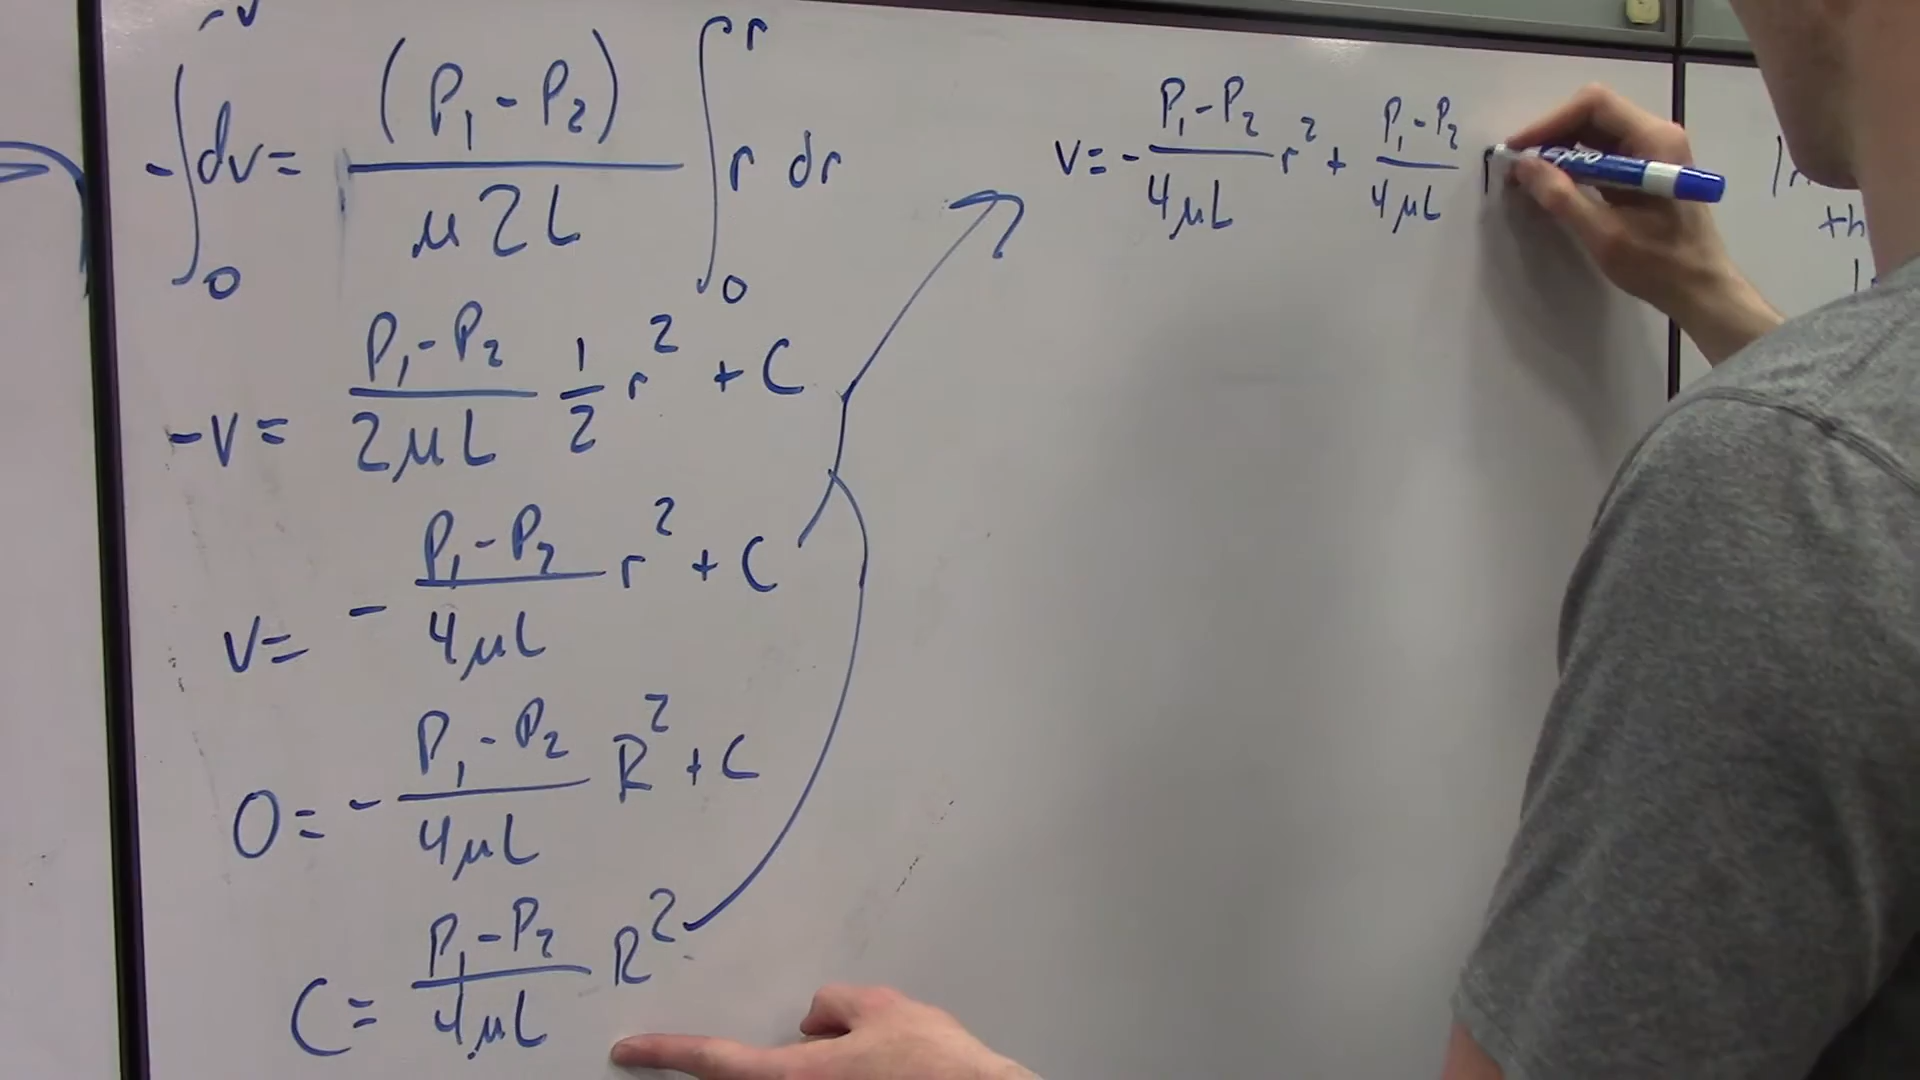 -∫₀^v dv = (P₁-P₂)/(μ2L) ∫₀^r r dr
-v = (P₁-P₂)/(2μL) 1/2 r² + C
v = - (P₁-P₂)/(4μL) r² + C
0 = - (P₁-P₂)/(4μL) R² + C
C = (P₁-P₂)/(4μL) R²
V = - (P₁-P₂)/(4μL) r² + (P₁-P₂)/(4μL)
expo